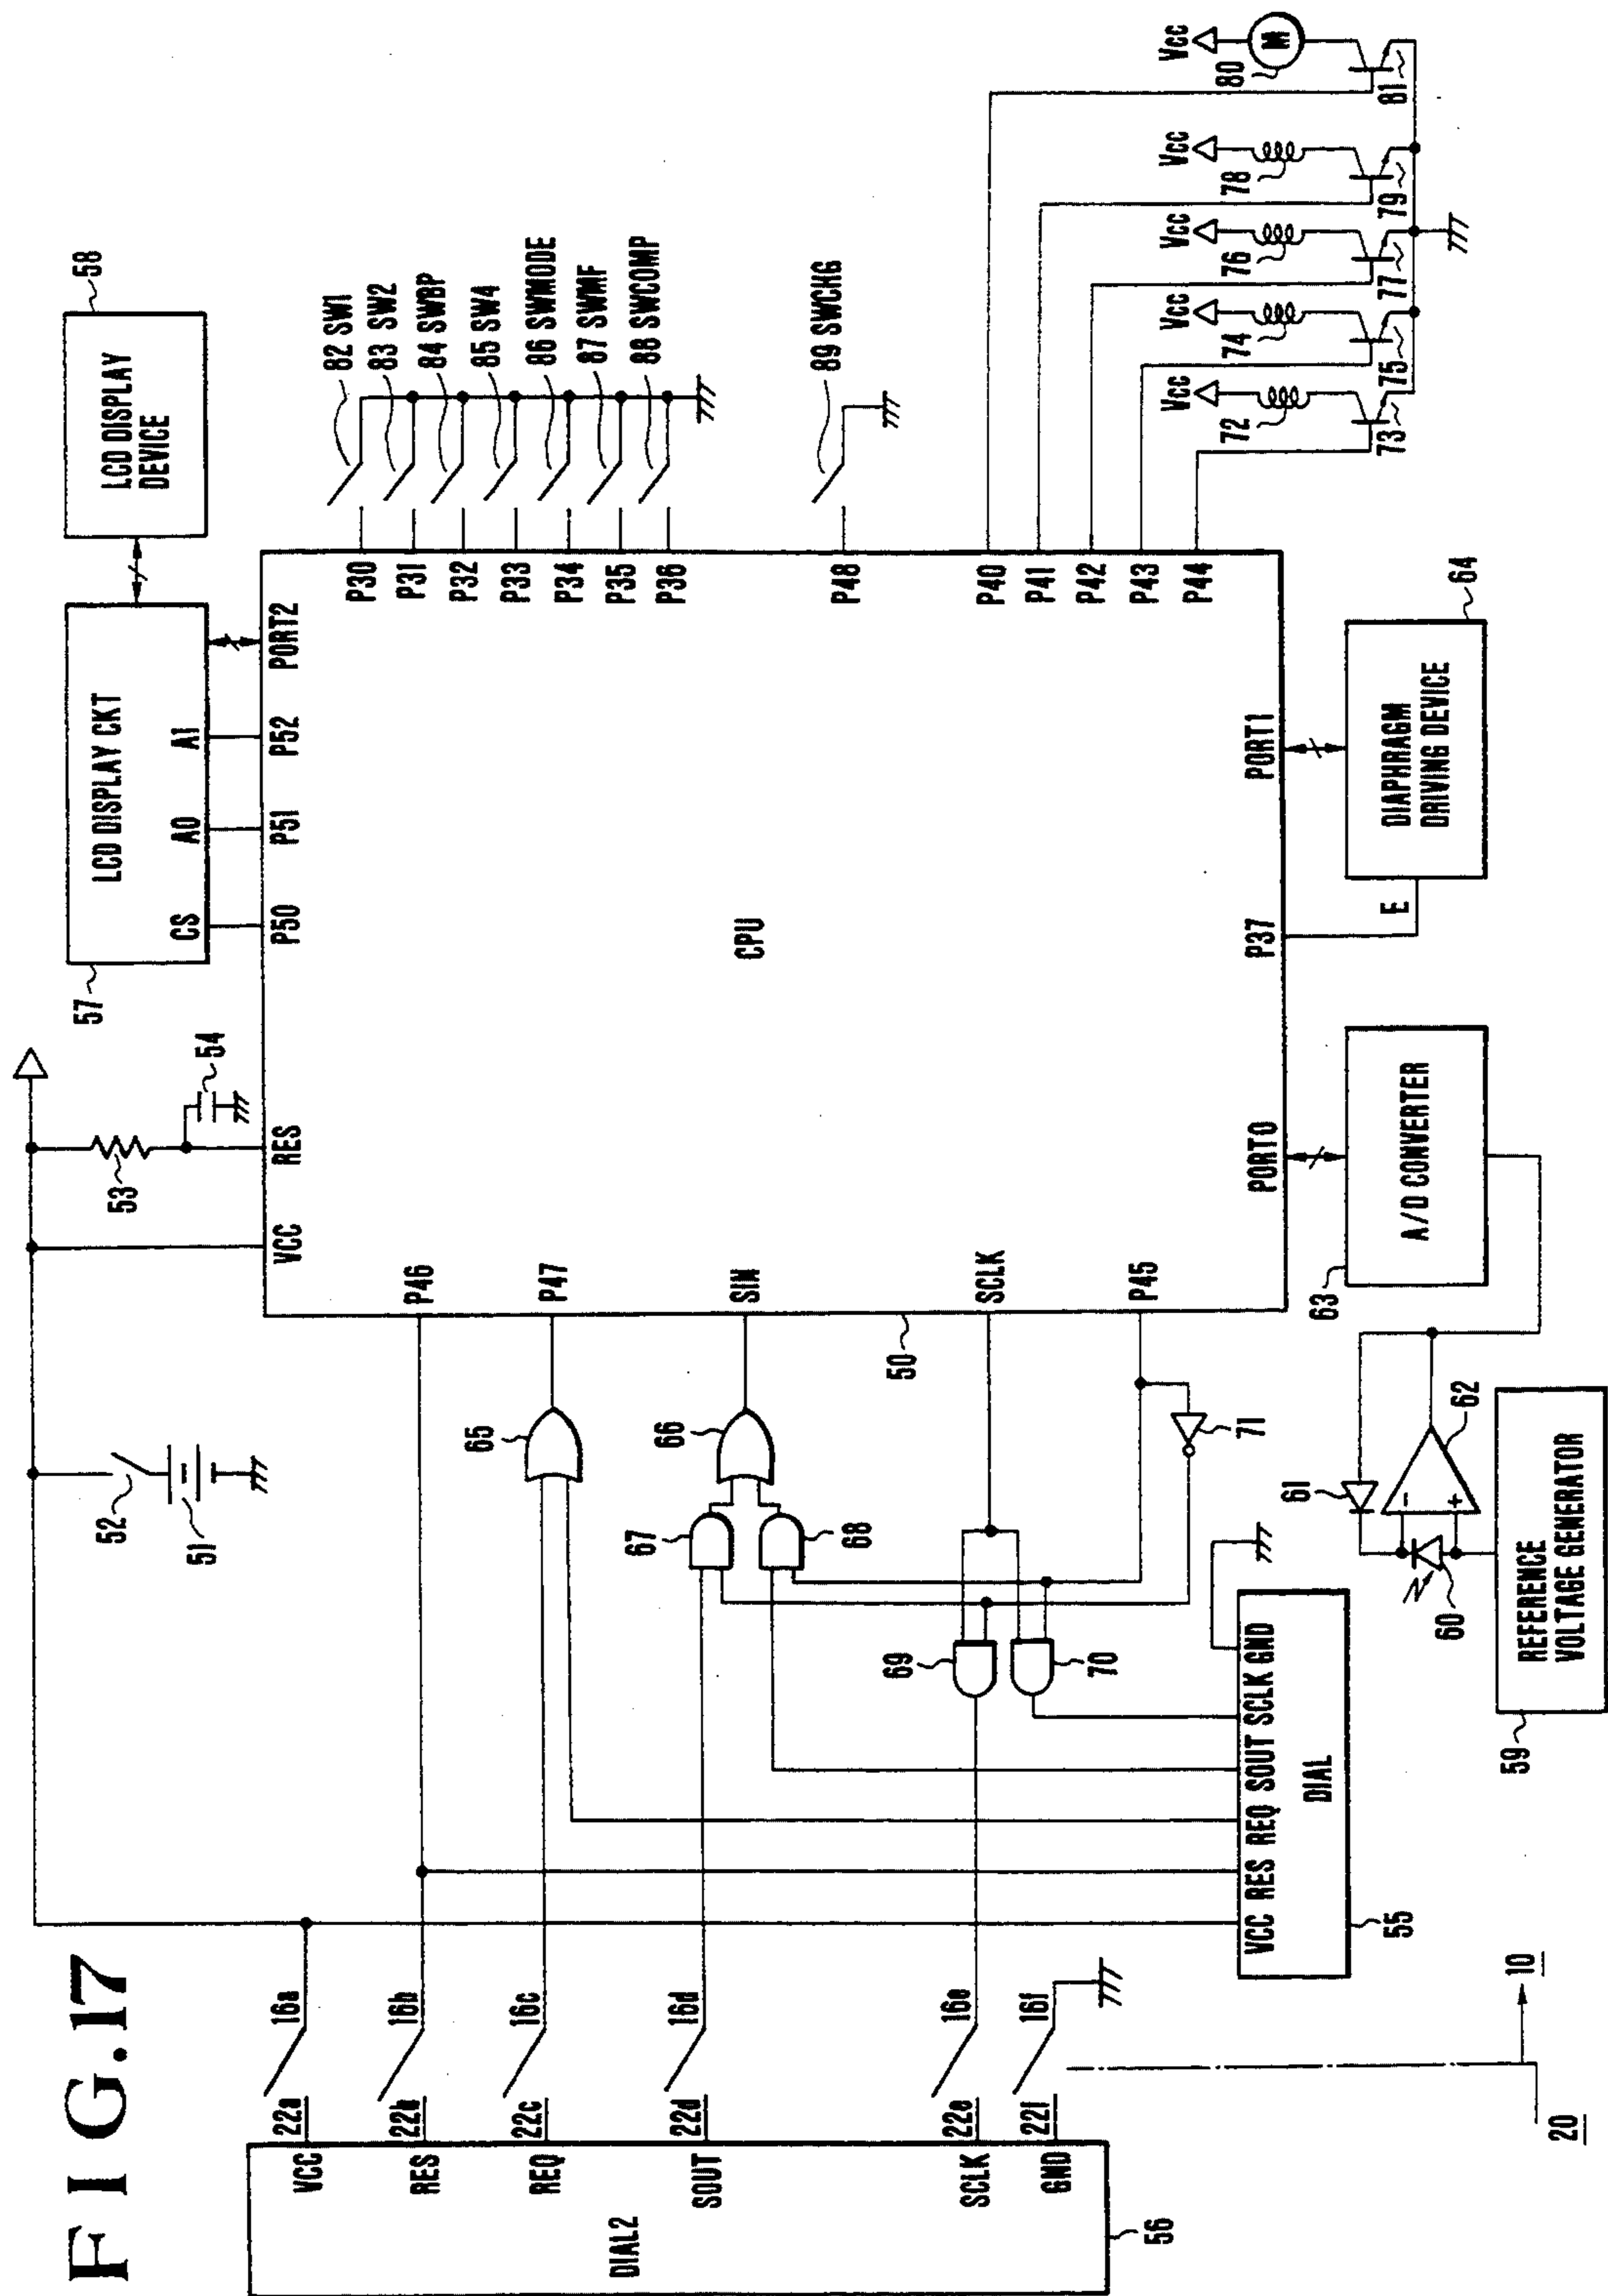 FIG.17
58
LCD DISPLAY
DEVICE
57
LCD DISPLAY CKT
CS
A0
A1
P50
P51
P52
PORT2
53
54
VCC
RES
52
51
82 SW1
83 SW2
84 SWBP
85 SW4
86 SWMODE
87 SWMF
88 SWCOMP
89 SWCHG
P30
P31
P32
P33
P34
P35
P36
P48
P40
P41
P42
P43
P44
P46
P47
SIN
SCLK
P45
CPU
50
PORT0
P37
PORT1
E
65
66
67
68
69
70
71
22a
16a
22b
16b
22c
16c
22d
16d
22e
16e
22f
16f
VCC
RES
REQ
SOUT
SCLK
GND
DIAL2
56
20
10
VCC RES REQ SOUT SCLK GND
DIAL
55
59
REFERENCE
VOLTAGE GENERATOR
60
61
62
-
+
63
A/D CONVERTER
DIAPHRAGM
DRIVING DEVICE
64
Vcc
Vcc
Vcc
Vcc
Vcc
72
74
76
78
80
M
73
75
77
79
81